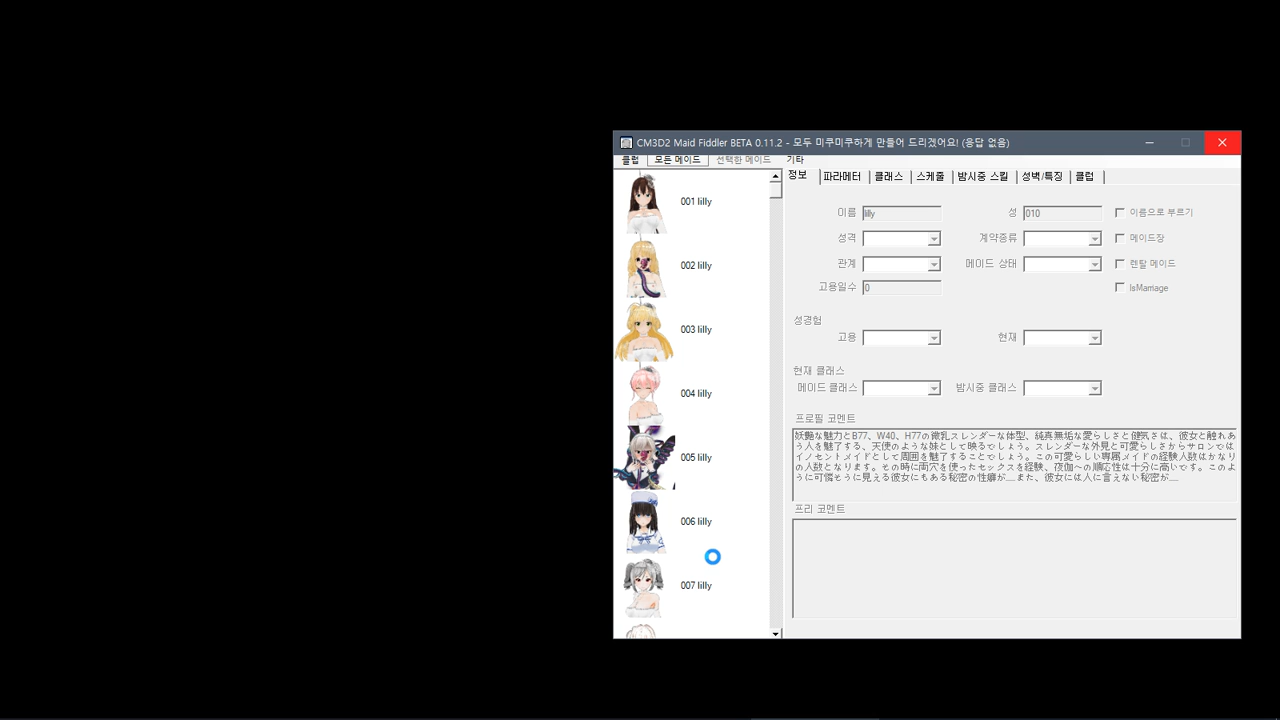 CM3D2 Maid Fiddler BETA 0.11.2 - 모두 미쿠미쿠하게 만들어 드리겠어요! (응답 없음)
클럽 모든 메이드 선택한 메이드 기타
정보 파라메터 클래스 스케줄 밤시중 스킬 성벽/특징 클럽
001 lilly
002 lilly
003 lilly
004 lilly
005 lilly
006 lilly
007 lilly
이름 lilly 성 010 이름으로 부르기
성격 계약종류 메이드장
관계 메이드 상태 렌탈 메이드
고용일수 0 IsMarriage
성경험
고용 현재
현재 클래스
메이드 클래스 밤시중 클래스
프로필 코멘트
妖艶な魅力とB77、W40、H77の微乳スレンダーな体型、純真無垢な愛らしさと健気さは、彼女と触れあ
う人を魅了する、天使のような妹として映るでしょう。スレンダーな外見と可愛らしさからサロンでは
イノセントメイドとして周囲を魅了することでしょう。この可愛らしい専属メイドの経験人数はかなり
の人数となります。その時に両穴を使ったセックスを経験、夜伽への順応性は十分に高いです。このよ
うに可憐そうに見える彼女にもある秘密の性癖が……また、彼女には人に言えない秘密が……
프리 코멘트